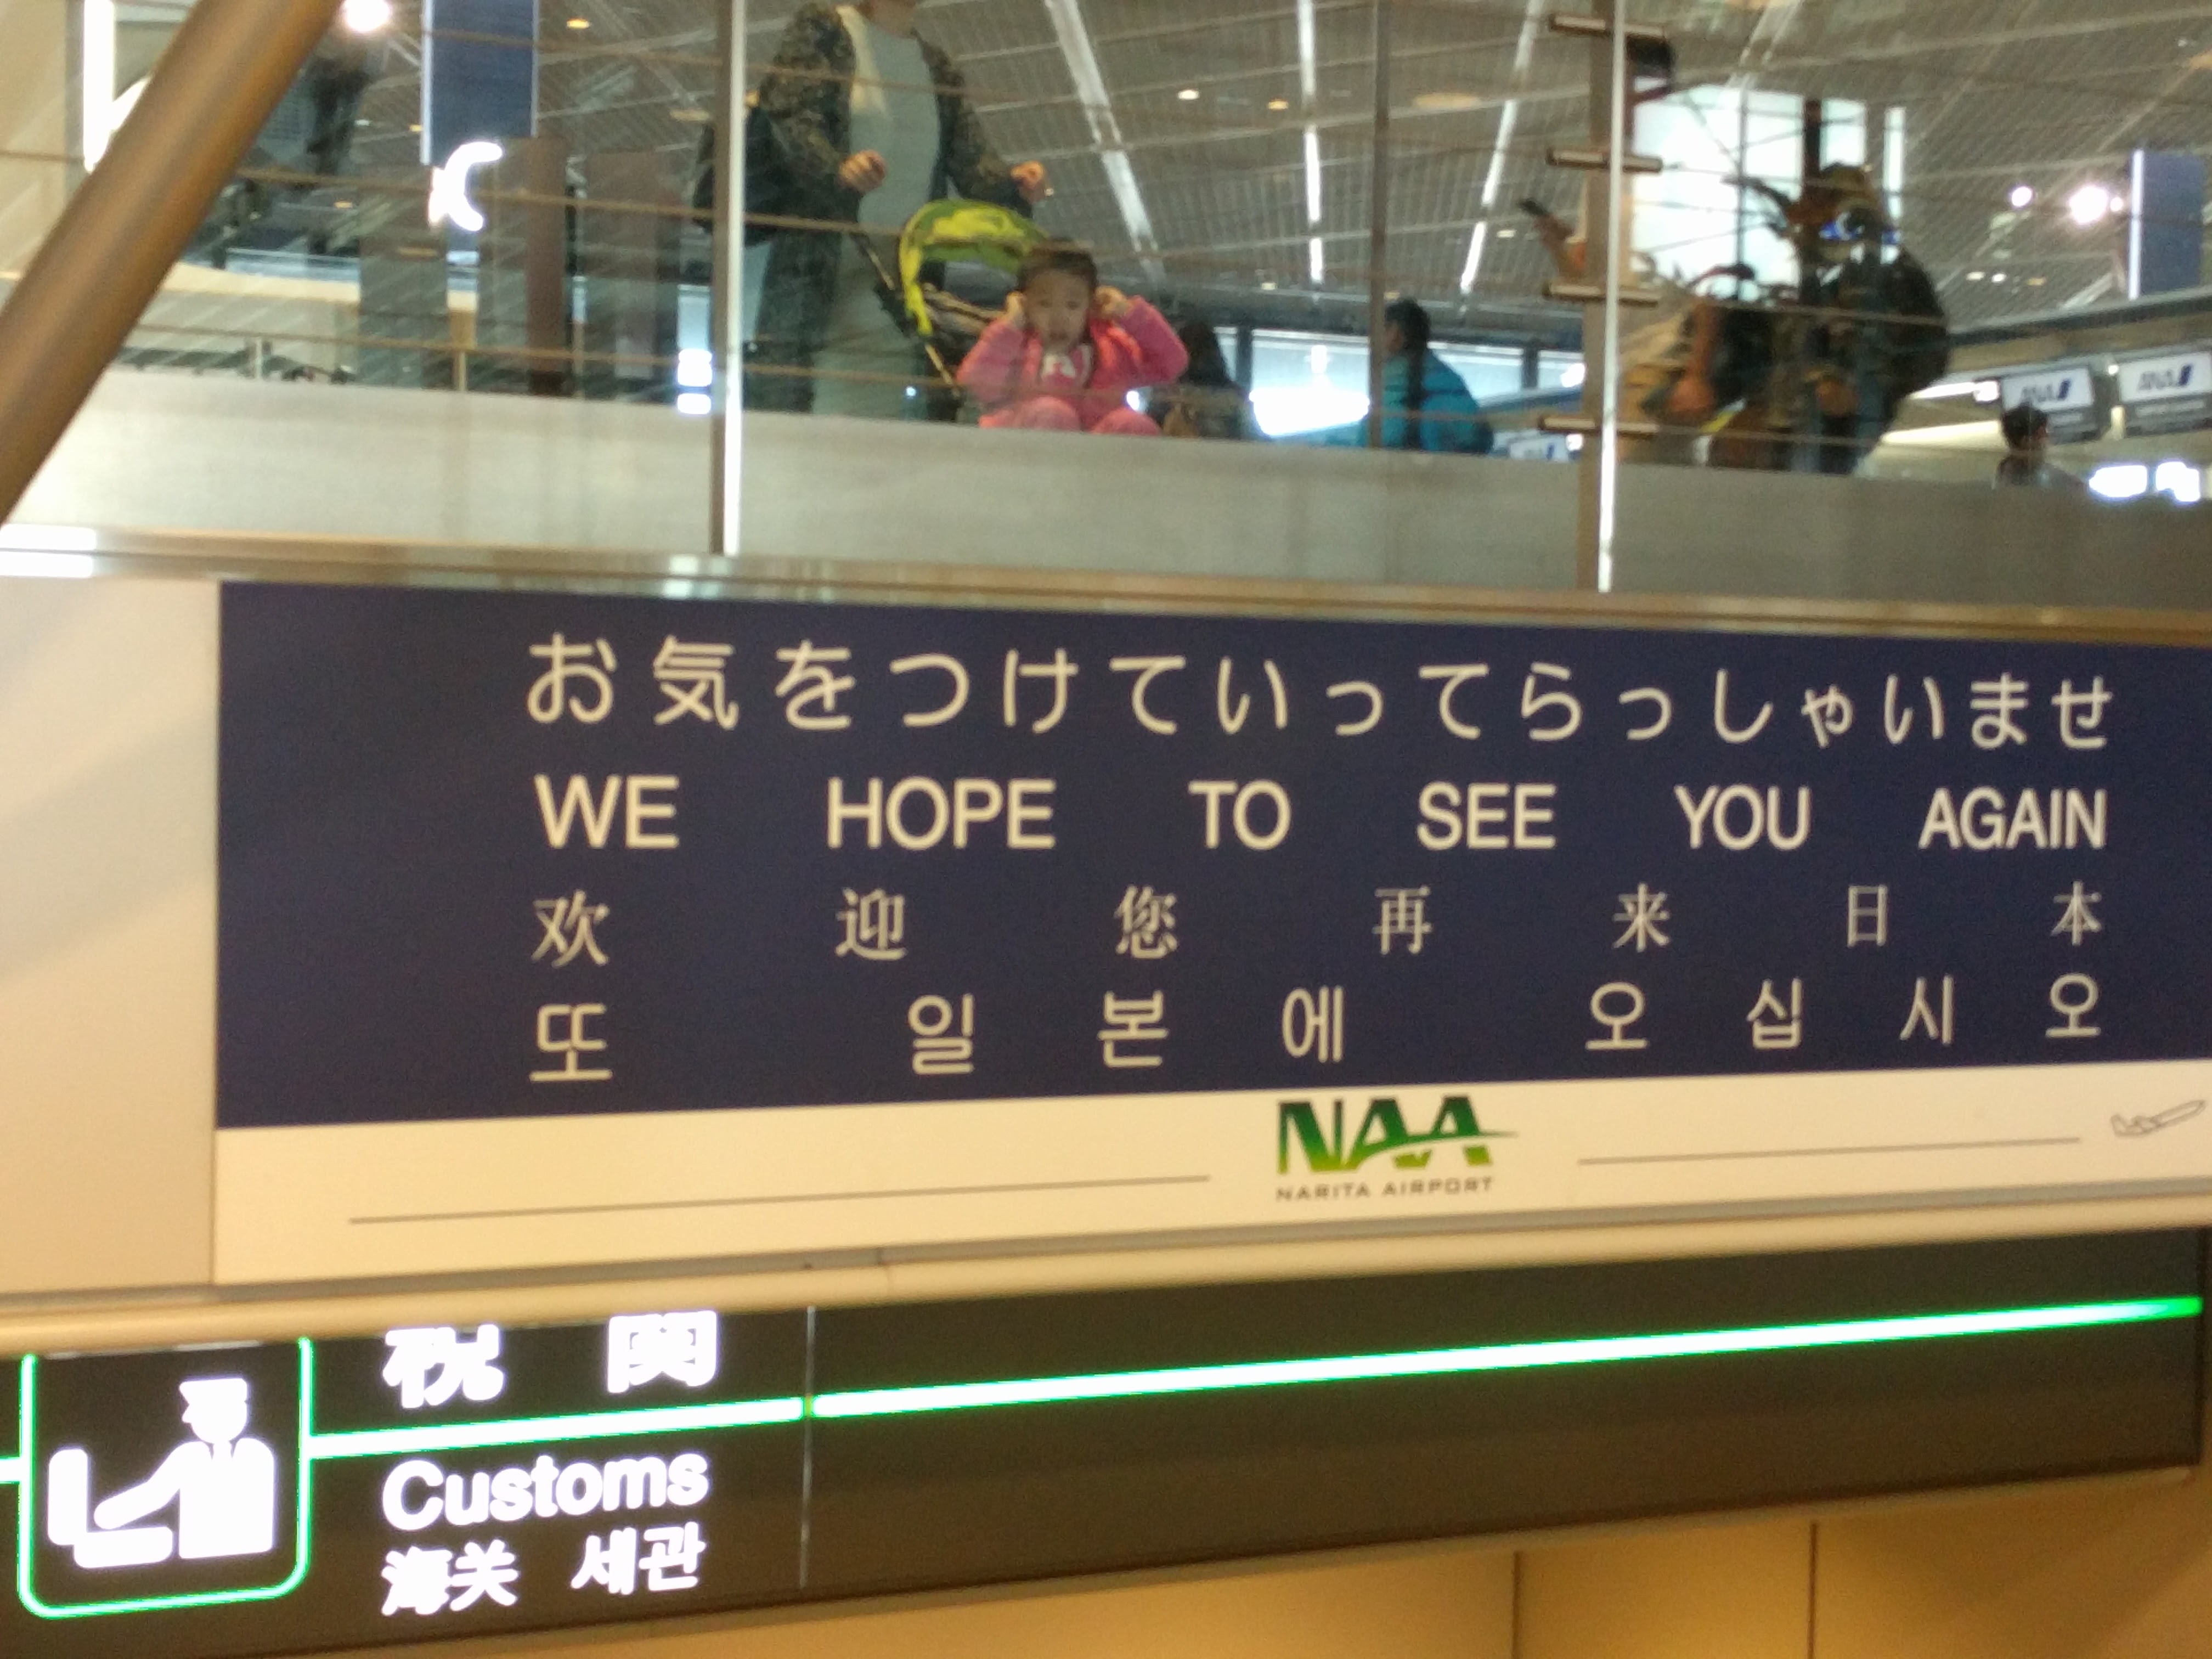 ANA ANA
お気をつけていってらっしゃいませ
WE HOPE TO SEE YOU AGAIN
欢迎您再来日本
또 일본에 오십시오
NAA
NARITA AIRPORT
税関
Customs
海关 세관